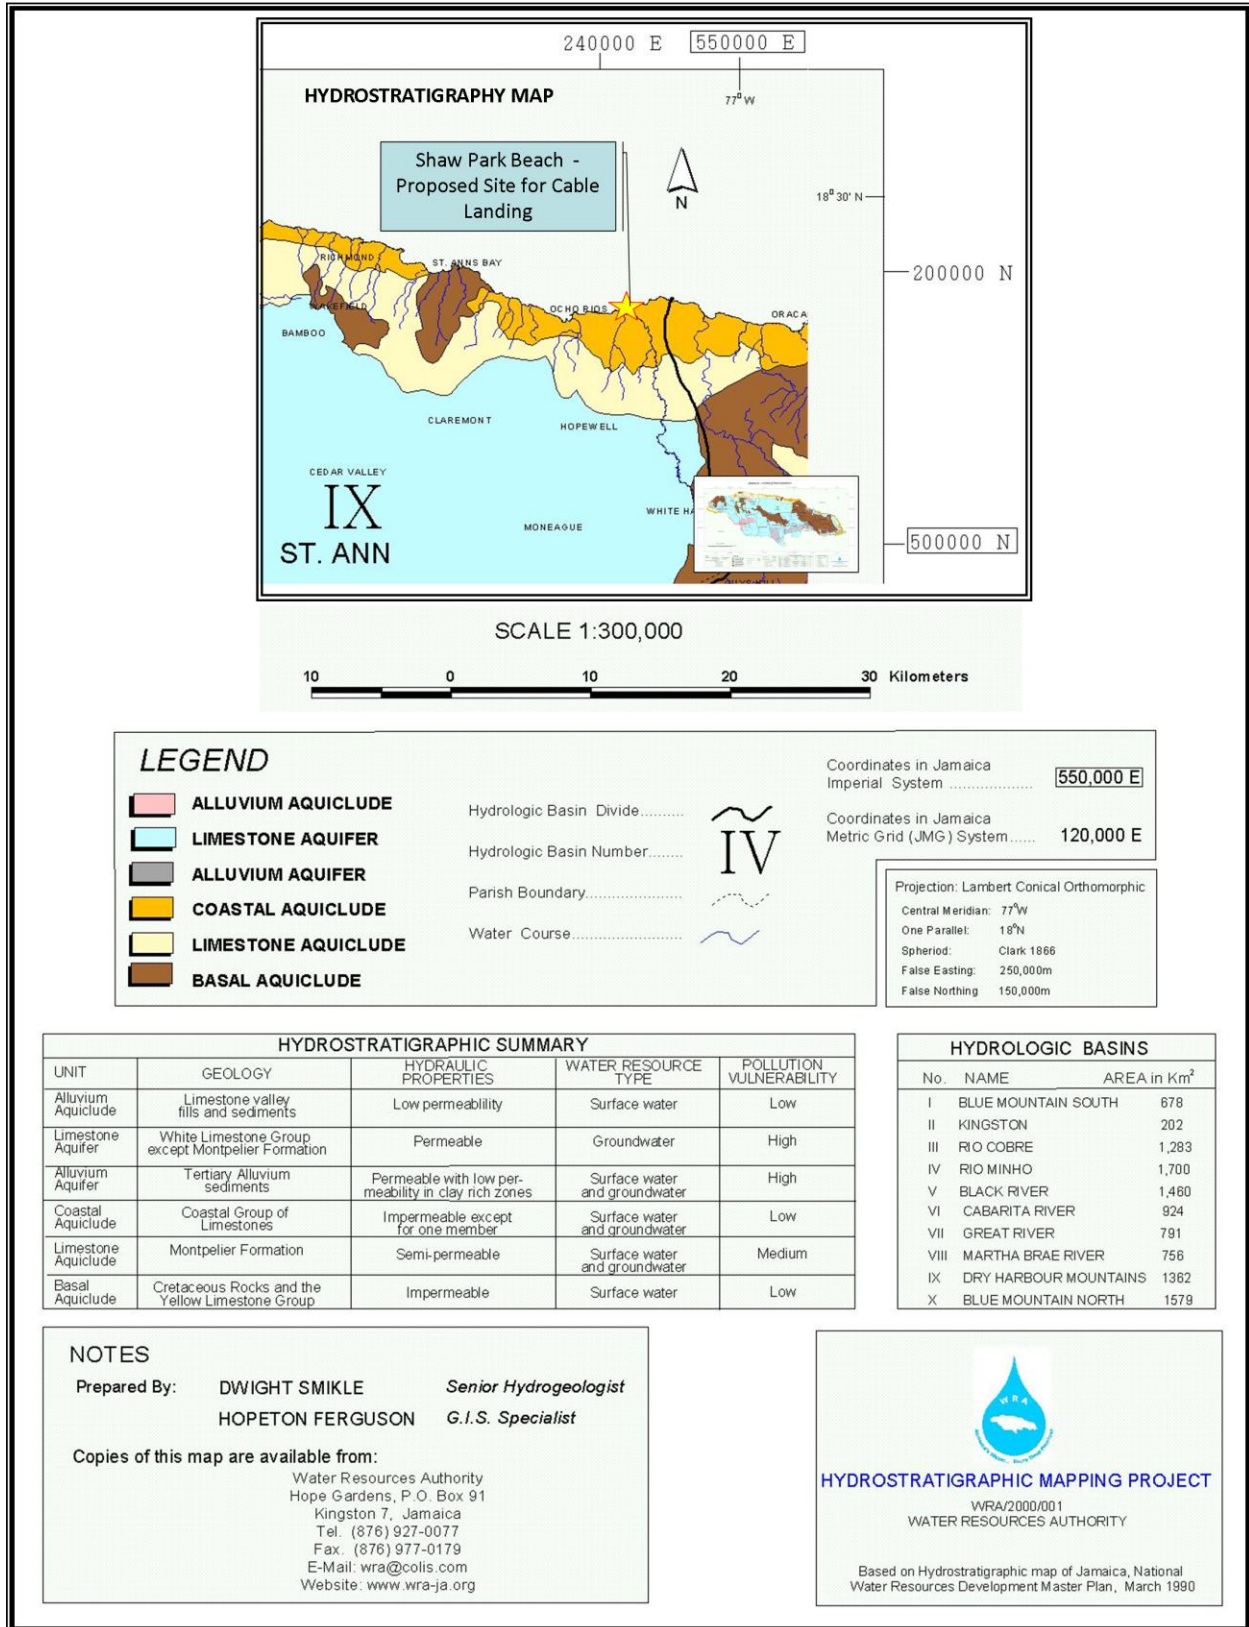 240000 E 550000 E
HYDROSTRATIGRAPHY MAP
77° W
Shaw Park Beach -
Proposed Site for Cable
Landing
N
18° 30' N
200000 N
RICHMOND
ST. ANNS BAY
WAKEFIELD
OCHO RIOS
ORACA
BAMBOO
CLAREMONT
HOPEWELL
CEDAR VALLEY
IX
WHITE HA
MONEAGUE
500000 N
ST. ANN
SCALE 1:300,000
10 0 10 20 30 Kilometers
LEGEND
ALLUVIUM AQUICLUDE
LIMESTONE AQUIFER
ALLUVIUM AQUIFER
COASTAL AQUICLUDE
LIMESTONE AQUICLUDE
BASAL AQUICLUDE
Hydrologic Basin Divide..........
Hydrologic Basin Number........
IV
Parish Boundary......................
Water Course.........................
Coordinates in Jamaica
Imperial System ................... 550,000 E
Coordinates in Jamaica
Metric Grid (JMG) System...... 120,000 E
Projection: Lambert Conical Orthomorphic
Central Meridian: 77°W
One Parallel: 18°N
Spheriod: Clark 1866
False Easting: 250,000m
False Northing 150,000m
HYDROSTRATIGRAPHIC SUMMARY
UNIT GEOLOGY HYDRAULIC PROPERTIES WATER RESOURCE TYPE POLLUTION VULNERABILITY
Alluvium Aquiclude Limestone valley fills and sediments Low permeablility Surface water Low
Limestone Aquifer White Limestone Group except Montpelier Formation Permeable Groundwater High
Alluvium Aquifer Tertiary Alluvium sediments Permeable with low per-meability in clay rich zones Surface water and groundwater High
Coastal Aquiclude Coastal Group of Limestones Impermeable except for one member Surface water and groundwater Low
Limestone Aquiclude Montpelier Formation Semi-permeable Surface water and groundwater Medium
Basal Aquiclude Cretaceous Rocks and the Yellow Limestone Group Impermeable Surface water Low
HYDROLOGIC BASINS
No. NAME AREA in Km²
I BLUE MOUNTAIN SOUTH 678
II KINGSTON 202
III RIO COBRE 1,283
IV RIO MINHO 1,700
V BLACK RIVER 1,460
VI CABARITA RIVER 924
VII GREAT RIVER 791
VIII MARTHA BRAE RIVER 756
IX DRY HARBOUR MOUNTAINS 1362
X BLUE MOUNTAIN NORTH 1579
NOTES
Prepared By: DWIGHT SMIKLE Senior Hydrogeologist
HOPETON FERGUSON G.I.S. Specialist
Copies of this map are available from:
Water Resources Authority
Hope Gardens, P.O. Box 91
Kingston 7, Jamaica
Tel. (876) 927-0077
Fax. (876) 977-0179
E-Mail: wra@colis.com
Website: www.wra-ja.org
WRA
HYDROSTRATIGRAPHIC MAPPING PROJECT
WRA/2000/001
WATER RESOURCES AUTHORITY
Based on Hydrostratigraphic map of Jamaica, National
Water Resources Development Master Plan, March 1990